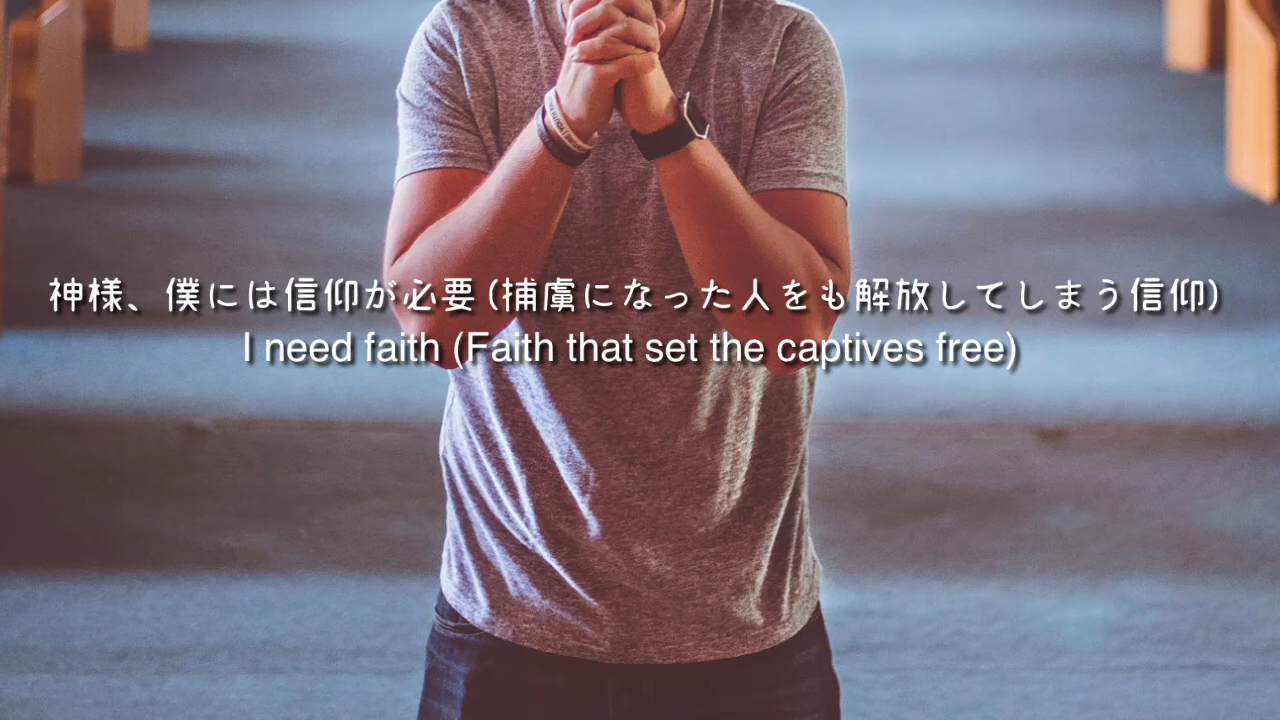 神様、僕には信仰が必要(捕虜になった人をも解放してしまう信仰)
I need faith (Faith that set the captives free)